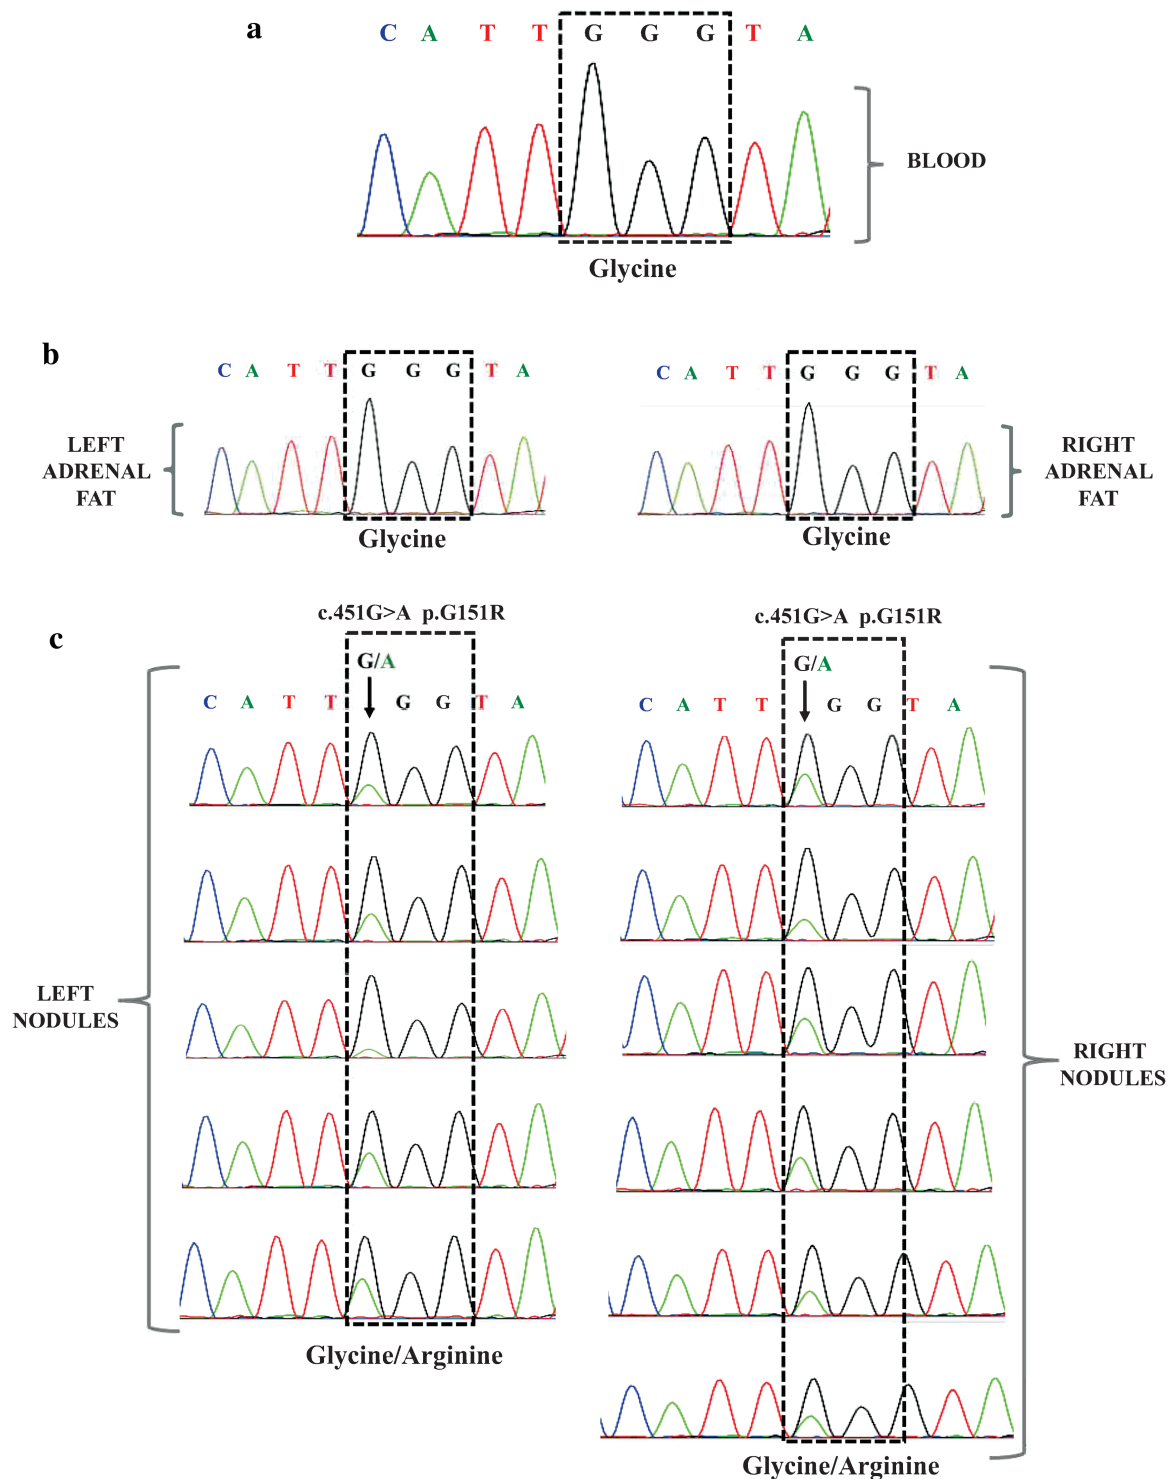 a
C A T T G G G T A
BLOOD
Glycine
b
C A T T G G G T A
LEFT
ADRENAL
FAT
Glycine
C A T T G G G T A
RIGHT
ADRENAL
FAT
Glycine
c
c.451G>A p.G151R
G/A
C A T T G G T A
LEFT
NODULES
Glycine/Arginine
c.451G>A p.G151R
G/A
C A T T G G T A
RIGHT
NODULES
Glycine/Arginine